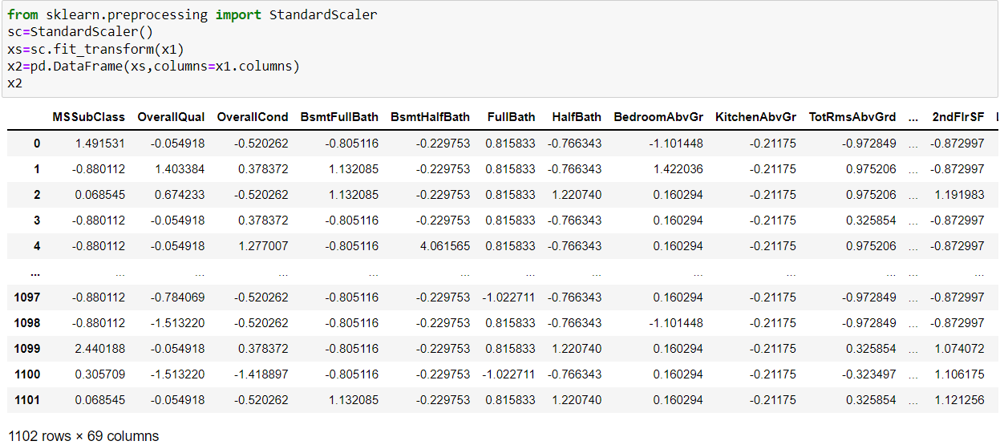 from sklearn.preprocessing import StandardScaler
sc=StandardScaler()
xs=sc.fit_transform(x1)
x2=pd.DataFrame(xs,columns=x1.columns)
x2
MSSubClass OverallQual OverallCond BsmtFullBath BsmtHalfBath FullBath HalfBath BedroomAbvGr KitchenAbvGr TotRmsAbvGrd ... 2ndFlrSF
0 1.491531 -0.054918 -0.520262 -0.805116 -0.229753 0.815833 -0.766343 -1.101448 -0.21175 -0.972849 ... -0.872997
1 -0.880112 1.403384 0.378372 1.132085 -0.229753 0.815833 -0.766343 1.422036 -0.21175 0.975206 ... -0.872997
2 0.068545 0.674233 -0.520262 1.132085 -0.229753 0.815833 1.220740 0.160294 -0.21175 0.975206 ... 1.191983
3 -0.880112 -0.054918 0.378372 -0.805116 -0.229753 0.815833 -0.766343 0.160294 -0.21175 0.325854 ... -0.872997
4 -0.880112 -0.054918 1.277007 -0.805116 4.061565 0.815833 -0.766343 0.160294 -0.21175 0.975206 ... -0.872997
... ... ... ... ... ... ... ... ... ... ... ... ...
1097 -0.880112 -0.784069 -0.520262 -0.805116 -0.229753 -1.022711 -0.766343 0.160294 -0.21175 -0.972849 ... -0.872997
1098 -0.880112 -1.513220 -0.520262 -0.805116 -0.229753 0.815833 -0.766343 -1.101448 -0.21175 -0.972849 ... -0.872997
1099 2.440188 -0.054918 0.378372 -0.805116 -0.229753 0.815833 1.220740 0.160294 -0.21175 0.325854 ... 1.074072
1100 0.305709 -1.513220 -1.418897 -0.805116 -0.229753 -1.022711 -0.766343 0.160294 -0.21175 -0.323497 ... 1.106175
1101 0.068545 -0.054918 -0.520262 1.132085 -0.229753 0.815833 1.220740 0.160294 -0.21175 0.325854 ... 1.121256
1102 rows × 69 columns